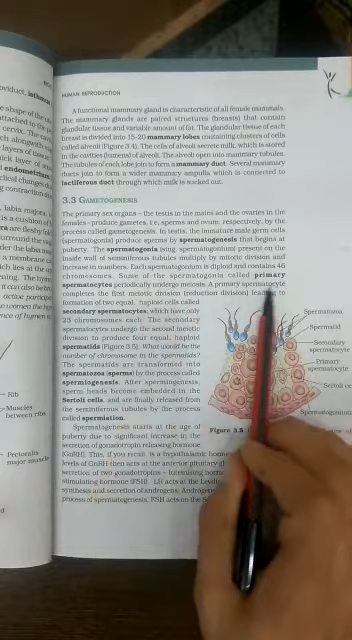 HUMAN REPRODUCTION
A functional mammary gland is characteristic of all female mammals.
The mammary glands are paired structures (breasts) that contain
glandular tissue and variable amount of fat. The glandular tissue of each
breast is divided into 15-20 mammary lobes containing clusters of cells
called alveoli (Figure 3.4). The cells of alveoli secrete milk, which is stored
in the cavities (lumens) of alveoli. The alveoli open into mammary tubules.
The tubules of each lobe join to form a mammary duct. Several mammary
ducts join to form a wider mammary ampulla which is connected to
lactiferous duct through which milk is sucked out.
3.3 GAMETOGENESIS
The primary sex organs – the testis in the males and the ovaries in the
females – produce gametes, i.e, sperms and ovum, respectively, by the
process called gametogenesis. In testis, the immature male germ cells
(spermatogonia) produce sperms by spermatogenesis that begins at
puberty. The spermatogonia (sing. spermatogonium) present on the
inside wall of seminiferous tubules multiply by mitotic division and
increase in numbers. Each spermatogonium is diploid and contains 46
chromosomes. Some of the spermatogonia called primary
spermatocytes periodically undergo meiosis. A primary spermatocyte
completes the first meiotic division (reduction division) leading to
formation of two equal, haploid cells called
secondary spermatocytes, which have only
23 chromosomes each. The secondary
spermatocytes undergo the second meiotic
division to produce four equal, haploid
spermatids (Figure 3.5). What would be the
number of chromosome in the spermatids?
The spermatids are transformed into
spermatozoa (sperms) by the process called
spermiogenesis. After spermiogenesis,
sperm heads become embedded in the
Sertoli cells, and are finally released from
the seminiferous tubules by the process
called spermiation.
Spermatogenesis starts at the age of
puberty due to significant increase in the
secretion of gonadotropin releasing hormone
(GnRH). This, if you recall, is a hypothalamic
levels of GnRH then acts at the anterior pituitary
secretion of two gonadotropins –
stimulating hormone (FSH). LH acts at the
synthesis and secretion of androgens.
process of spermatogenesis. FSH acts on the
Spermatozoa
Spermatid
Secondary
spermatocyte
Primary
spermatocyte
Sertoli
Spermatogonium
Figure 3.5
Rib
Muscles
between ribs
Pectoralis
major muscle